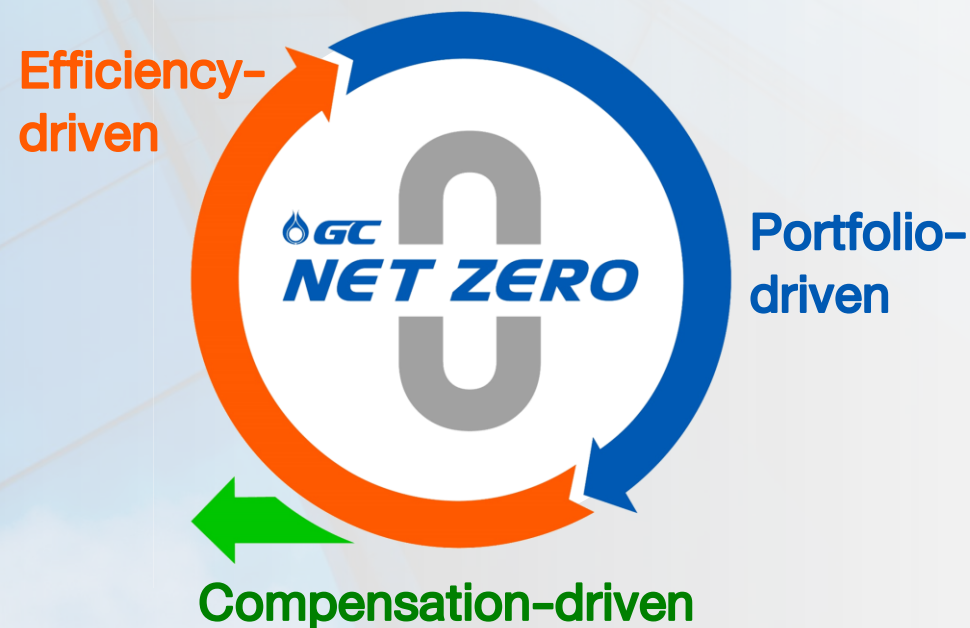 Efficiency-
driven
GC
NET ZERO
Portfolio-
driven
Compensation-driven